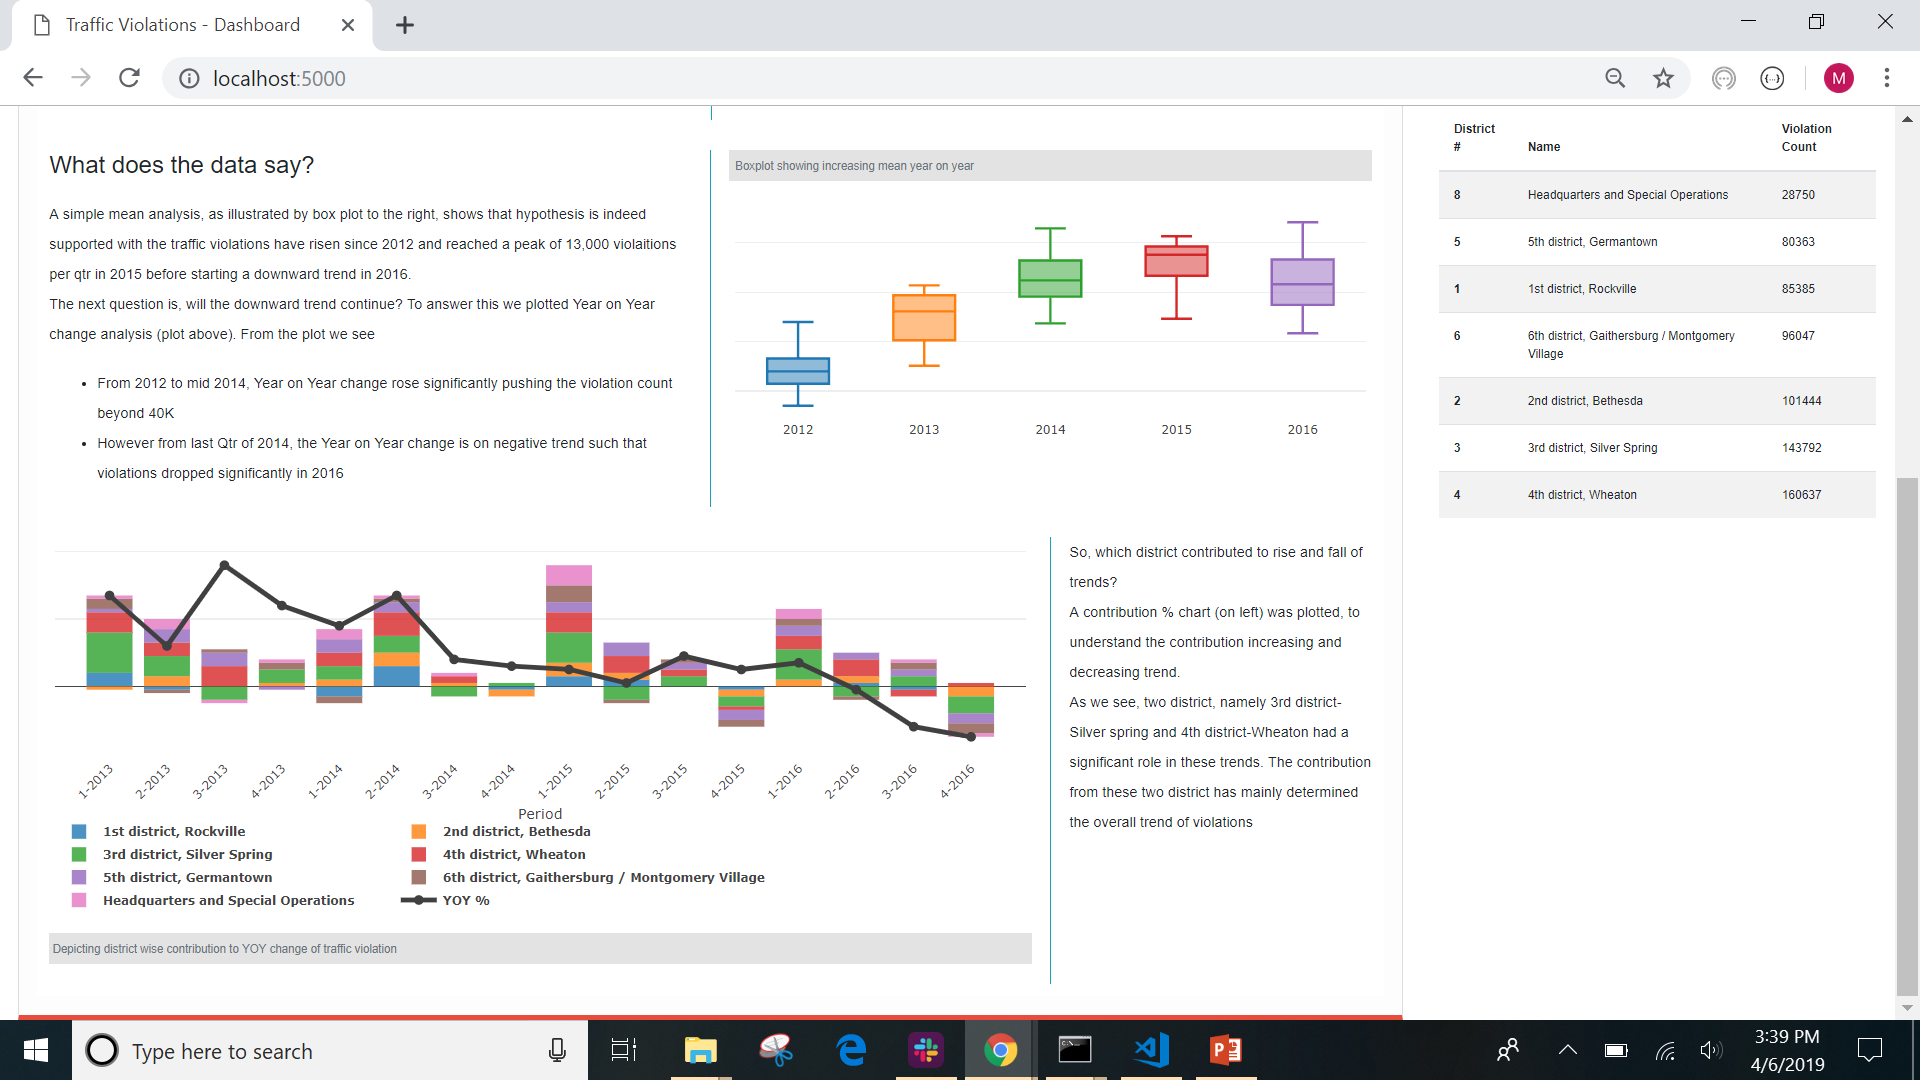 Traffic Violations - Dashboard
localhost:5000
M
What does the data say?
A simple mean analysis, as illustrated by box plot to the right, shows that hypothesis is indeed
supported with the traffic violations have risen since 2012 and reached a peak of 13,000 violaitions
per qtr in 2015 before starting a downward trend in 2016.
The next question is, will the downward trend continue? To answer this we plotted Year on Year
change analysis (plot above). From the plot we see
• From 2012 to mid 2014, Year on Year change rose significantly pushing the violation count
beyond 40K
• However from last Qtr of 2014, the Year on Year change is on negative trend such that
violations dropped significantly in 2016
Boxplot showing increasing mean year on year
2012 2013 2014 2015 2016
1-2013 2-2013 3-2013 4-2013 1-2014 2-2014 3-2014 4-2014 1-2015 2-2015 3-2015 4-2015 1-2016 2-2016 3-2016 4-2016
Period
1st district, Rockville
2nd district, Bethesda
3rd district, Silver Spring
4th district, Wheaton
5th district, Germantown
6th district, Gaithersburg / Montgomery Village
Headquarters and Special Operations
YOY %
Depicting district wise contribution to YOY change of traffic violation
So, which district contributed to rise and fall of
trends?
A contribution % chart (on left) was plotted, to
understand the contribution increasing and
decreasing trend.
As we see, two district, namely 3rd district-
Silver spring and 4th district-Wheaton had a
significant role in these trends. The contribution
from these two district has mainly determined
the overall trend of violations
District # Name Violation Count
8 Headquarters and Special Operations 28750
5 5th district, Germantown 80363
1 1st district, Rockville 85385
6 6th district, Gaithersburg / Montgomery Village 96047
2 2nd district, Bethesda 101444
3 3rd district, Silver Spring 143792
4 4th district, Wheaton 160637
Type here to search
3:39 PM
4/6/2019